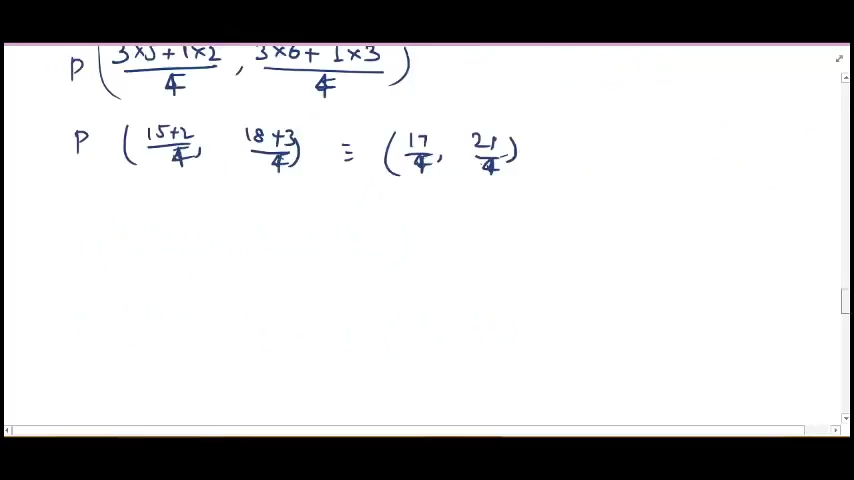 P ( 3×5+1×2 / 4 , 3×6+ 1×3 / 4 )
P ( 15+2 / 4 , 18+3 / 4 ) ≡ ( 17 / 4 , 21 / 4 )